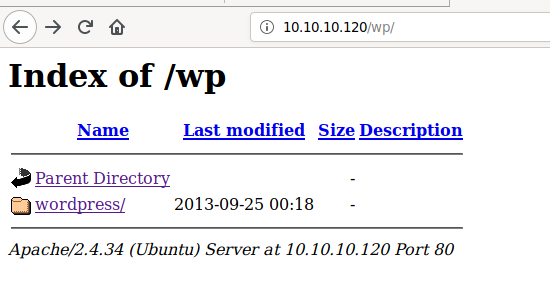 10.10.10.120/wp/
Index of /wp
Name Last modified Size Description
Parent Directory -
wordpress/ 2013-09-25 00:18 -
Apache/2.4.34 (Ubuntu) Server at 10.10.10.120 Port 80